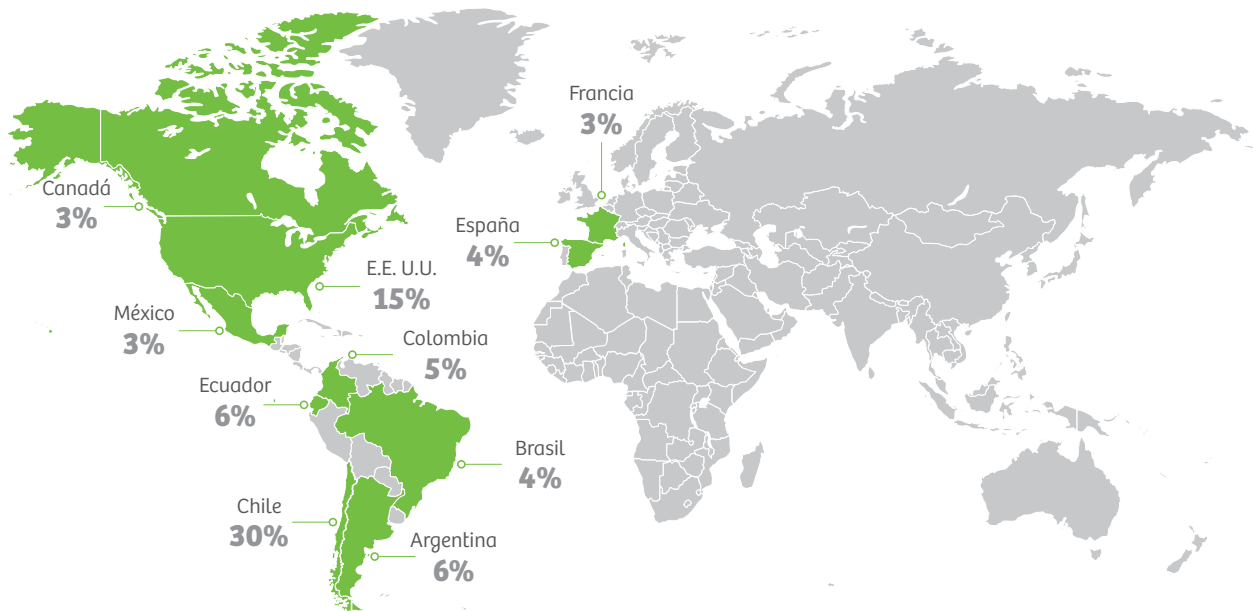 Francia
3%
Canadá
3%
España
4%
E.E. U.U.
15%
México
3%
Colombia
5%
Ecuador
6%
Brasil
4%
Chile
30%
Argentina
6%